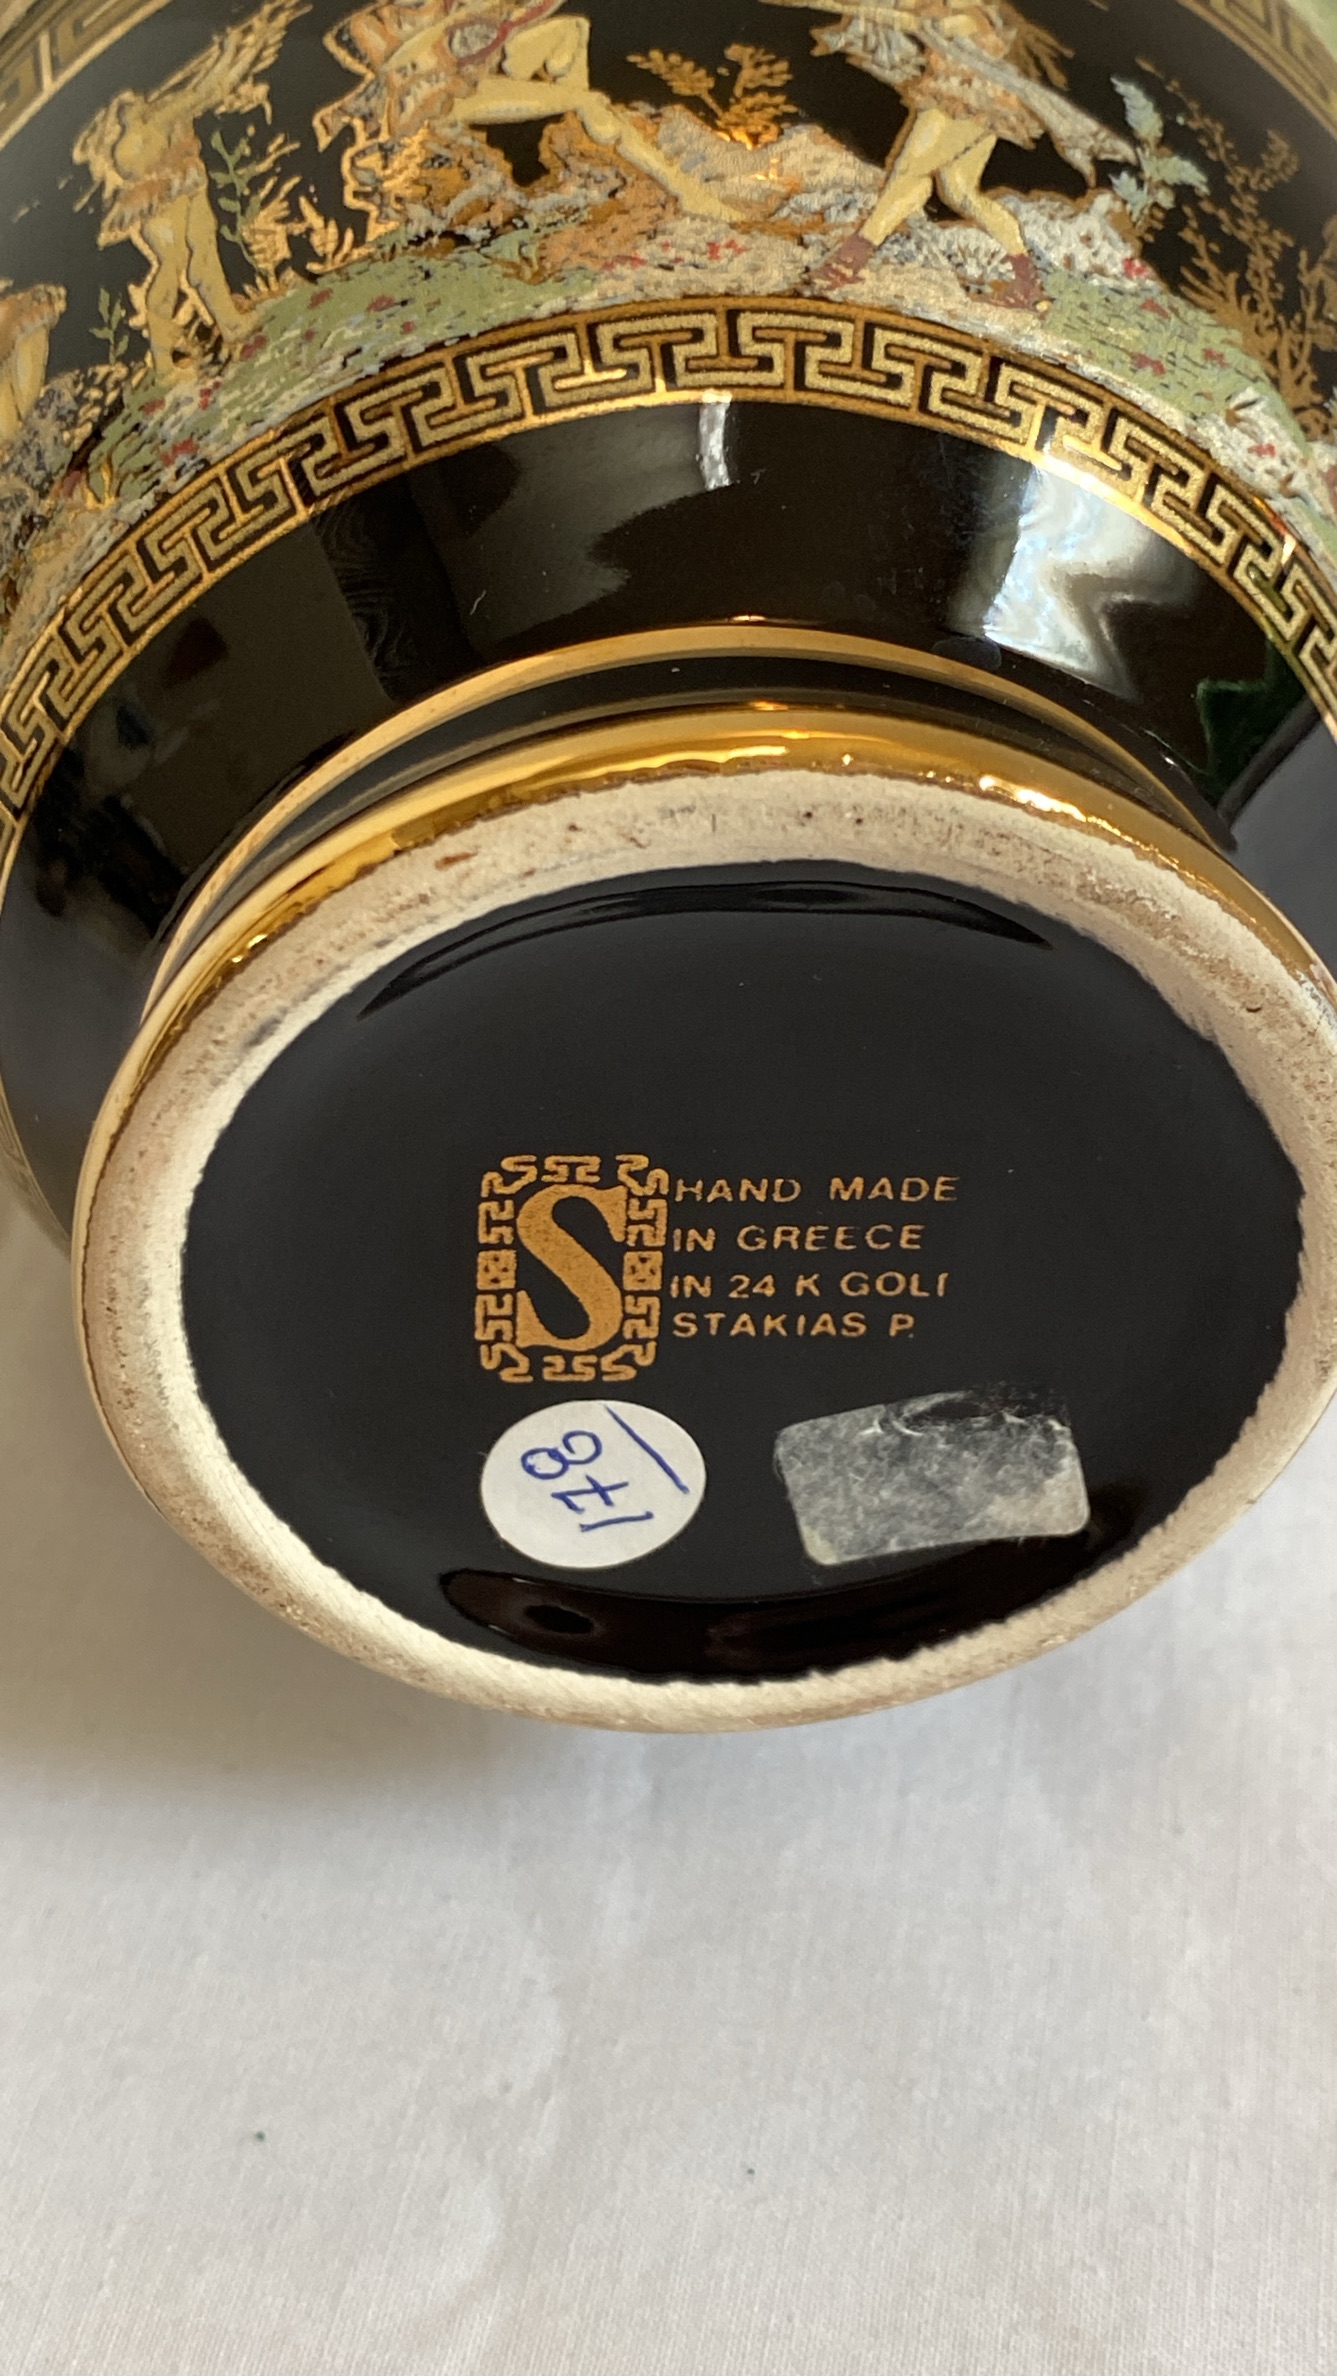 S
HAND MADE
IN GREECE
IN 24 K GOLI
STAKIAS P.
178/